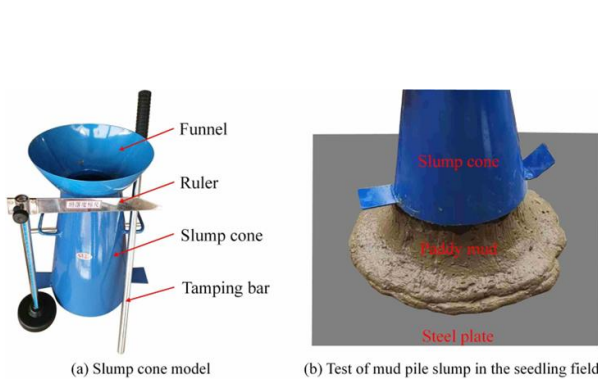 Funnel
Ruler
Slump cone
Tamping bar
(a) Slump cone model
Slump cone
Paddy mud
Steel plate
(b) Test of mud pile slump in the seedling field